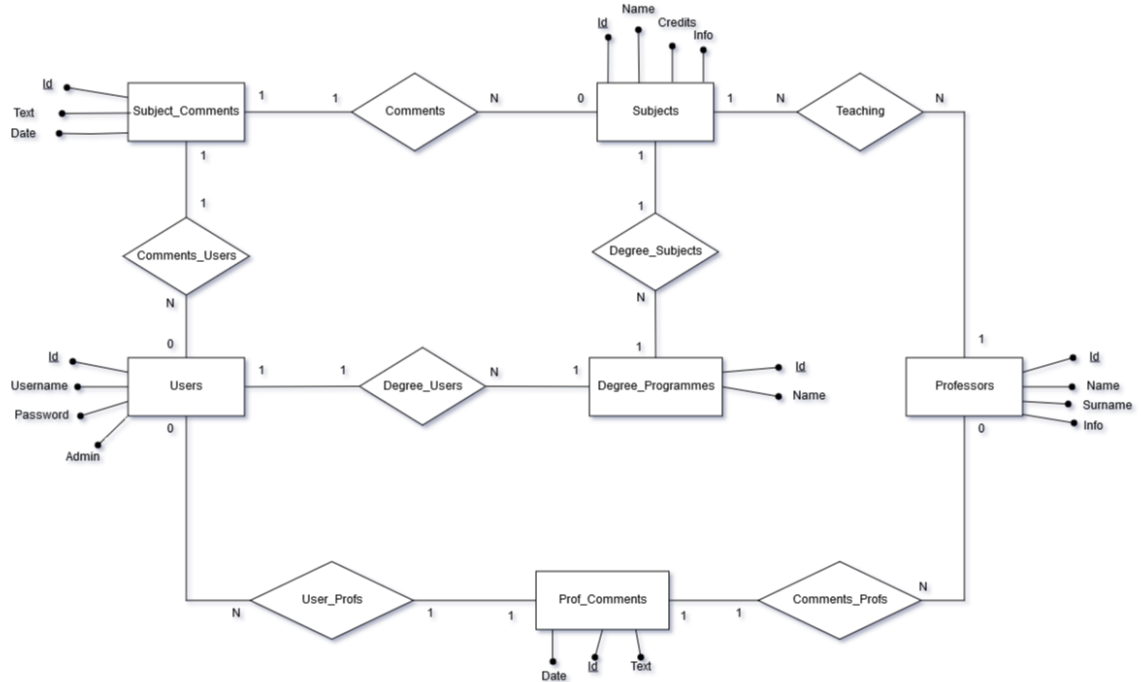 Name
Id
Credits
Info
Id
Text
Date
Subject_Comments
1
1
Comments
N
0
Subjects
1
N
Teaching
N
1
1
1
1
Comments_Users
Degree_Subjects
N
N
0
1
1
Id
Username
Password
Admin
Users
1
1
Degree_Users
N
1
Degree_Programmes
Id
Name
Professors
Id
Name
Surname
Info
0
0
N
User_Profs
1
1
Prof_Comments
1
1
Comments_Profs
N
Date
Id
Text